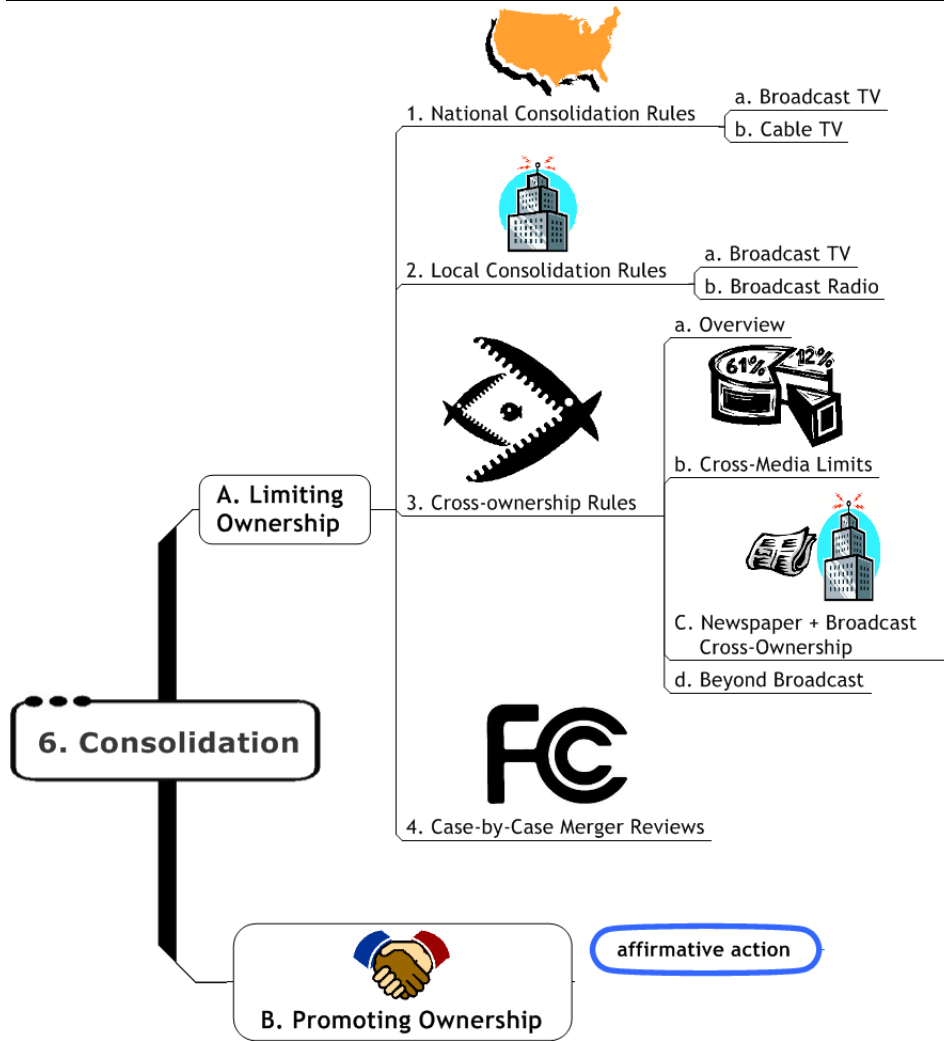 1. National Consolidation Rules
a. Broadcast TV
b. Cable TV
2. Local Consolidation Rules
a. Broadcast TV
b. Broadcast Radio
A. Limiting
Ownership
3. Cross-ownership Rules
a. Overview
61%
12%
b. Cross-Media Limits
C. Newspaper + Broadcast
Cross-Ownership
d. Beyond Broadcast
FCC
4. Case-by-Case Merger Reviews
6. Consolidation
B. Promoting Ownership
affirmative action